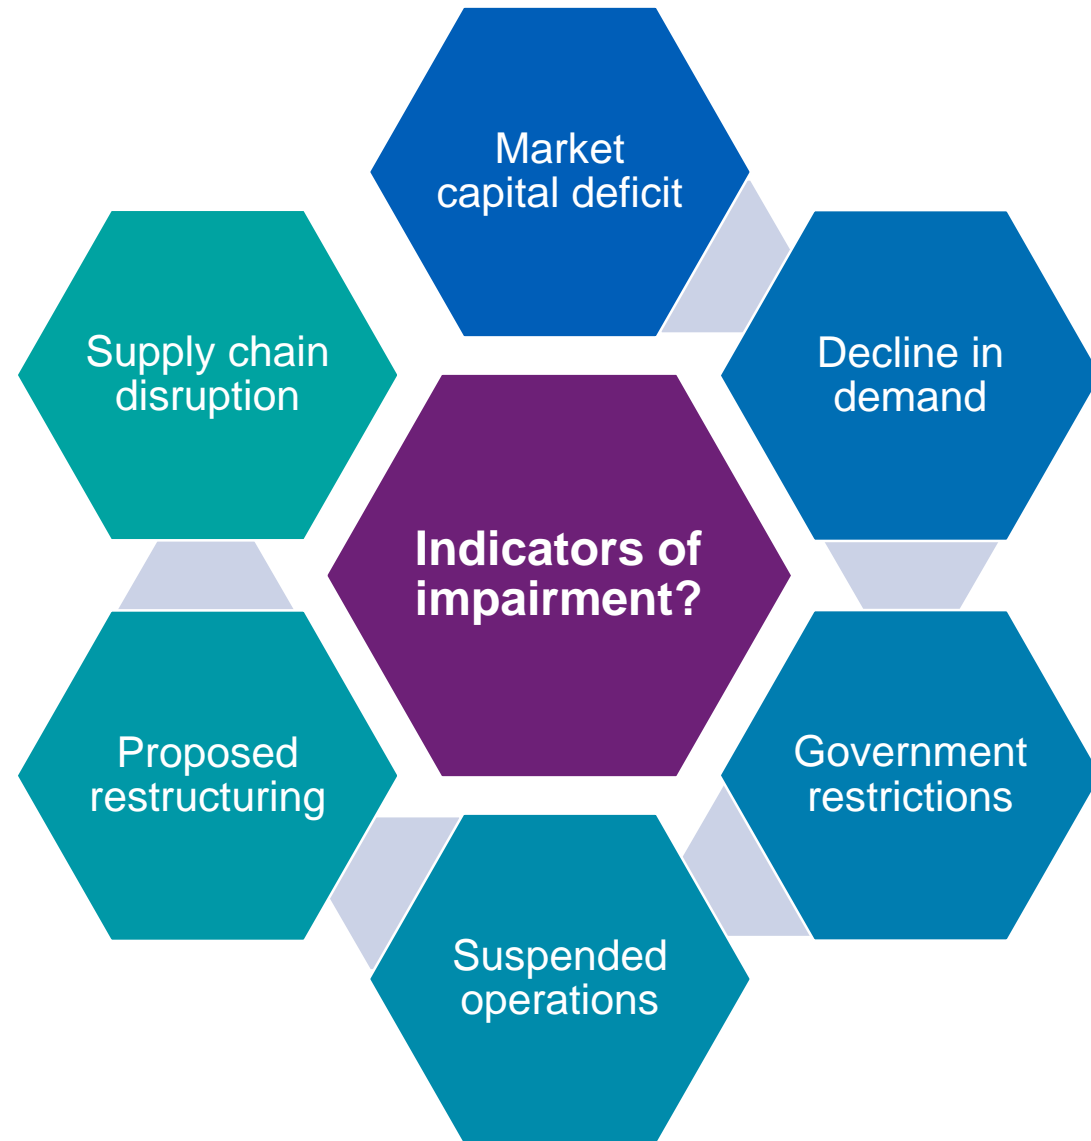 Market
capital deficit
Decline in
demand
Government
restrictions
Suspended
operations
Proposed
restructuring
Supply chain
disruption
Indicators of
impairment?